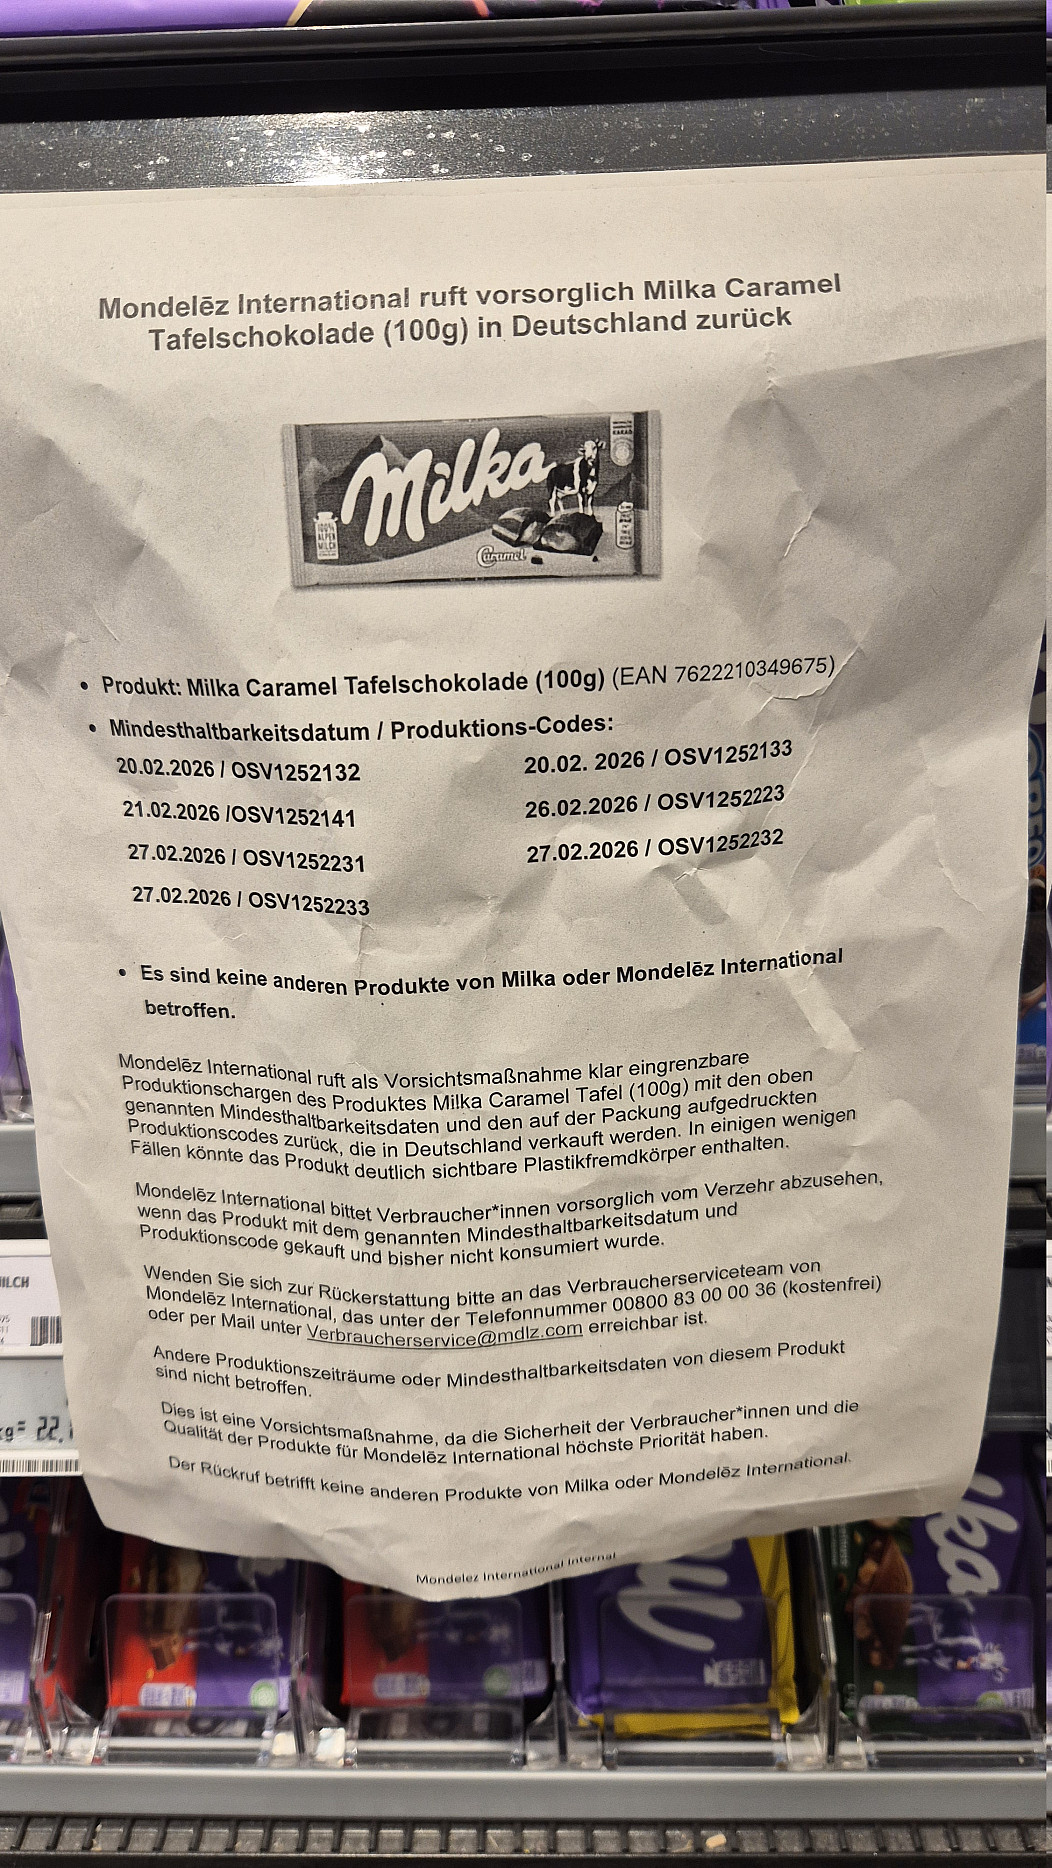 Mondelēz International ruft vorsorglich Milka Caramel
Tafelschokolade (100g) in Deutschland zurück
Milka
100%
ALPEN
MILCH
Caramel
• Produkt: Milka Caramel Tafelschokolade (100g) (EAN 7622210349675)
• Mindesthaltbarkeitsdatum / Produktions-Codes:
20.02.2026 / OSV1252132
20.02. 2026 / OSV1252133
21.02.2026 /OSV1252141
26.02.2026 / OSV1252223
27.02.2026 / OSV1252231
27.02.2026 / OSV1252232
27.02.2026 / OSV1252233
• Es sind keine anderen Produkte von Milka oder Mondelēz International
betroffen.
Mondelēz International ruft als Vorsichtsmaßnahme klar eingrenzbare
Produktionschargen des Produktes Milka Caramel Tafel (100g) mit den oben
genannten Mindesthaltbarkeitsdaten und den auf der Packung aufgedruckten
Produktionscodes zurück, die in Deutschland verkauft werden. In einigen wenigen
Fällen könnte das Produkt deutlich sichtbare Plastikfremdkörper enthalten.
Mondelēz International bittet Verbraucher*innen vorsorglich vom Verzehr abzusehen,
wenn das Produkt mit dem genannten Mindesthaltbarkeitsdatum und
Produktionscode gekauft und bisher nicht konsumiert wurde.
Wenden Sie sich zur Rückerstattung bitte an das Verbraucherserviceteam von
Mondelēz International, das unter der Telefonnummer 00800 83 00 00 36 (kostenfrei)
oder per Mail unter Verbraucherservice@mdlz.com erreichbar ist.
Andere Produktionszeiträume oder Mindesthaltbarkeitsdaten von diesem Produkt
sind nicht betroffen.
Dies ist eine Vorsichtsmaßnahme, da die Sicherheit der Verbraucher*innen und die
Qualität der Produkte für Mondelēz International höchste Priorität haben.
Der Rückruf betrifft keine anderen Produkte von Milka oder Mondelēz International.
Mondelez International Internal
kg= 22,